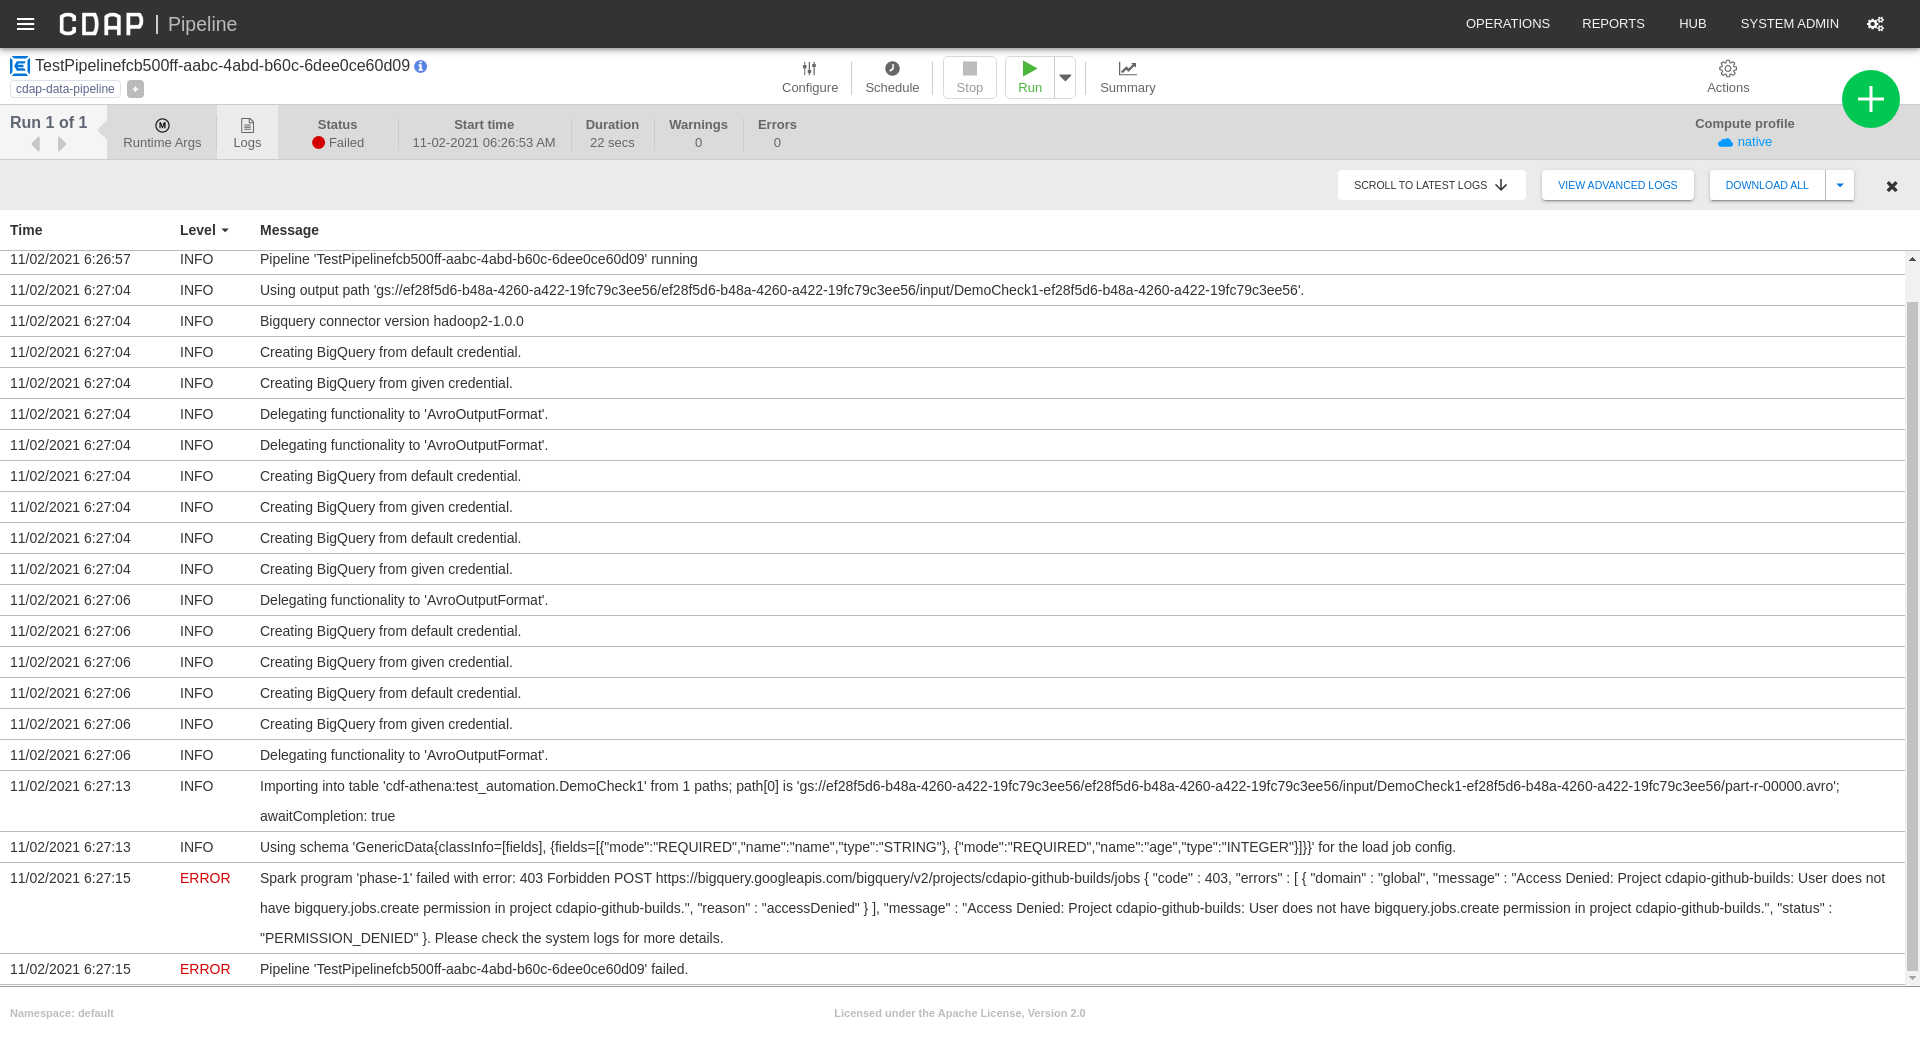 CDAP | Pipeline
OPERATIONS REPORTS HUB SYSTEM ADMIN
TestPipelinefcb500ff-aabc-4abd-b60c-6dee0ce60d09
cdap-data-pipeline +
Configure Schedule Stop Run Summary Actions
Run 1 of 1
Runtime Args
Logs
Status Start time Duration Warnings Errors Compute profile
Failed 11-02-2021 06:26:53 AM 22 secs 0 0 native
SCROLL TO LATEST LOGS VIEW ADVANCED LOGS DOWNLOAD ALL
Time Level Message
11/02/2021 6:26:57 INFO Pipeline 'TestPipelinefcb500ff-aabc-4abd-b60c-6dee0ce60d09' running
11/02/2021 6:27:04 INFO Using output path 'gs://ef28f5d6-b48a-4260-a422-19fc79c3ee56/ef28f5d6-b48a-4260-a422-19fc79c3ee56/input/DemoCheck1-ef28f5d6-b48a-4260-a422-19fc79c3ee56'.
11/02/2021 6:27:04 INFO Bigquery connector version hadoop2-1.0.0
11/02/2021 6:27:04 INFO Creating BigQuery from default credential.
11/02/2021 6:27:04 INFO Creating BigQuery from given credential.
11/02/2021 6:27:04 INFO Delegating functionality to 'AvroOutputFormat'.
11/02/2021 6:27:04 INFO Delegating functionality to 'AvroOutputFormat'.
11/02/2021 6:27:04 INFO Creating BigQuery from default credential.
11/02/2021 6:27:04 INFO Creating BigQuery from given credential.
11/02/2021 6:27:04 INFO Creating BigQuery from default credential.
11/02/2021 6:27:04 INFO Creating BigQuery from given credential.
11/02/2021 6:27:06 INFO Delegating functionality to 'AvroOutputFormat'.
11/02/2021 6:27:06 INFO Creating BigQuery from default credential.
11/02/2021 6:27:06 INFO Creating BigQuery from given credential.
11/02/2021 6:27:06 INFO Creating BigQuery from default credential.
11/02/2021 6:27:06 INFO Creating BigQuery from given credential.
11/02/2021 6:27:06 INFO Delegating functionality to 'AvroOutputFormat'.
11/02/2021 6:27:13 INFO Importing into table 'cdf-athena:test_automation.DemoCheck1' from 1 paths; path[0] is 'gs://ef28f5d6-b48a-4260-a422-19fc79c3ee56/ef28f5d6-b48a-4260-a422-19fc79c3ee56/input/DemoCheck1-ef28f5d6-b48a-4260-a422-19fc79c3ee56/part-r-00000.avro';
awaitCompletion: true
11/02/2021 6:27:13 INFO Using schema 'GenericData{classInfo=[fields], {fields=[{"mode":"REQUIRED","name":"name","type":"STRING"}, {"mode":"REQUIRED","name":"age","type":"INTEGER"}]}}' for the load job config.
11/02/2021 6:27:15 ERROR Spark program 'phase-1' failed with error: 403 Forbidden POST https://bigquery.googleapis.com/bigquery/v2/projects/cdapio-github-builds/jobs { "code" : 403, "errors" : [ { "domain" : "global", "message" : "Access Denied: Project cdapio-github-builds: User does not
have bigquery.jobs.create permission in project cdapio-github-builds.", "reason" : "accessDenied" } ], "message" : "Access Denied: Project cdapio-github-builds: User does not have bigquery.jobs.create permission in project cdapio-github-builds.", "status" :
"PERMISSION_DENIED" }. Please check the system logs for more details.
11/02/2021 6:27:15 ERROR Pipeline 'TestPipelinefcb500ff-aabc-4abd-b60c-6dee0ce60d09' failed.
Namespace: default Licensed under the Apache License, Version 2.0